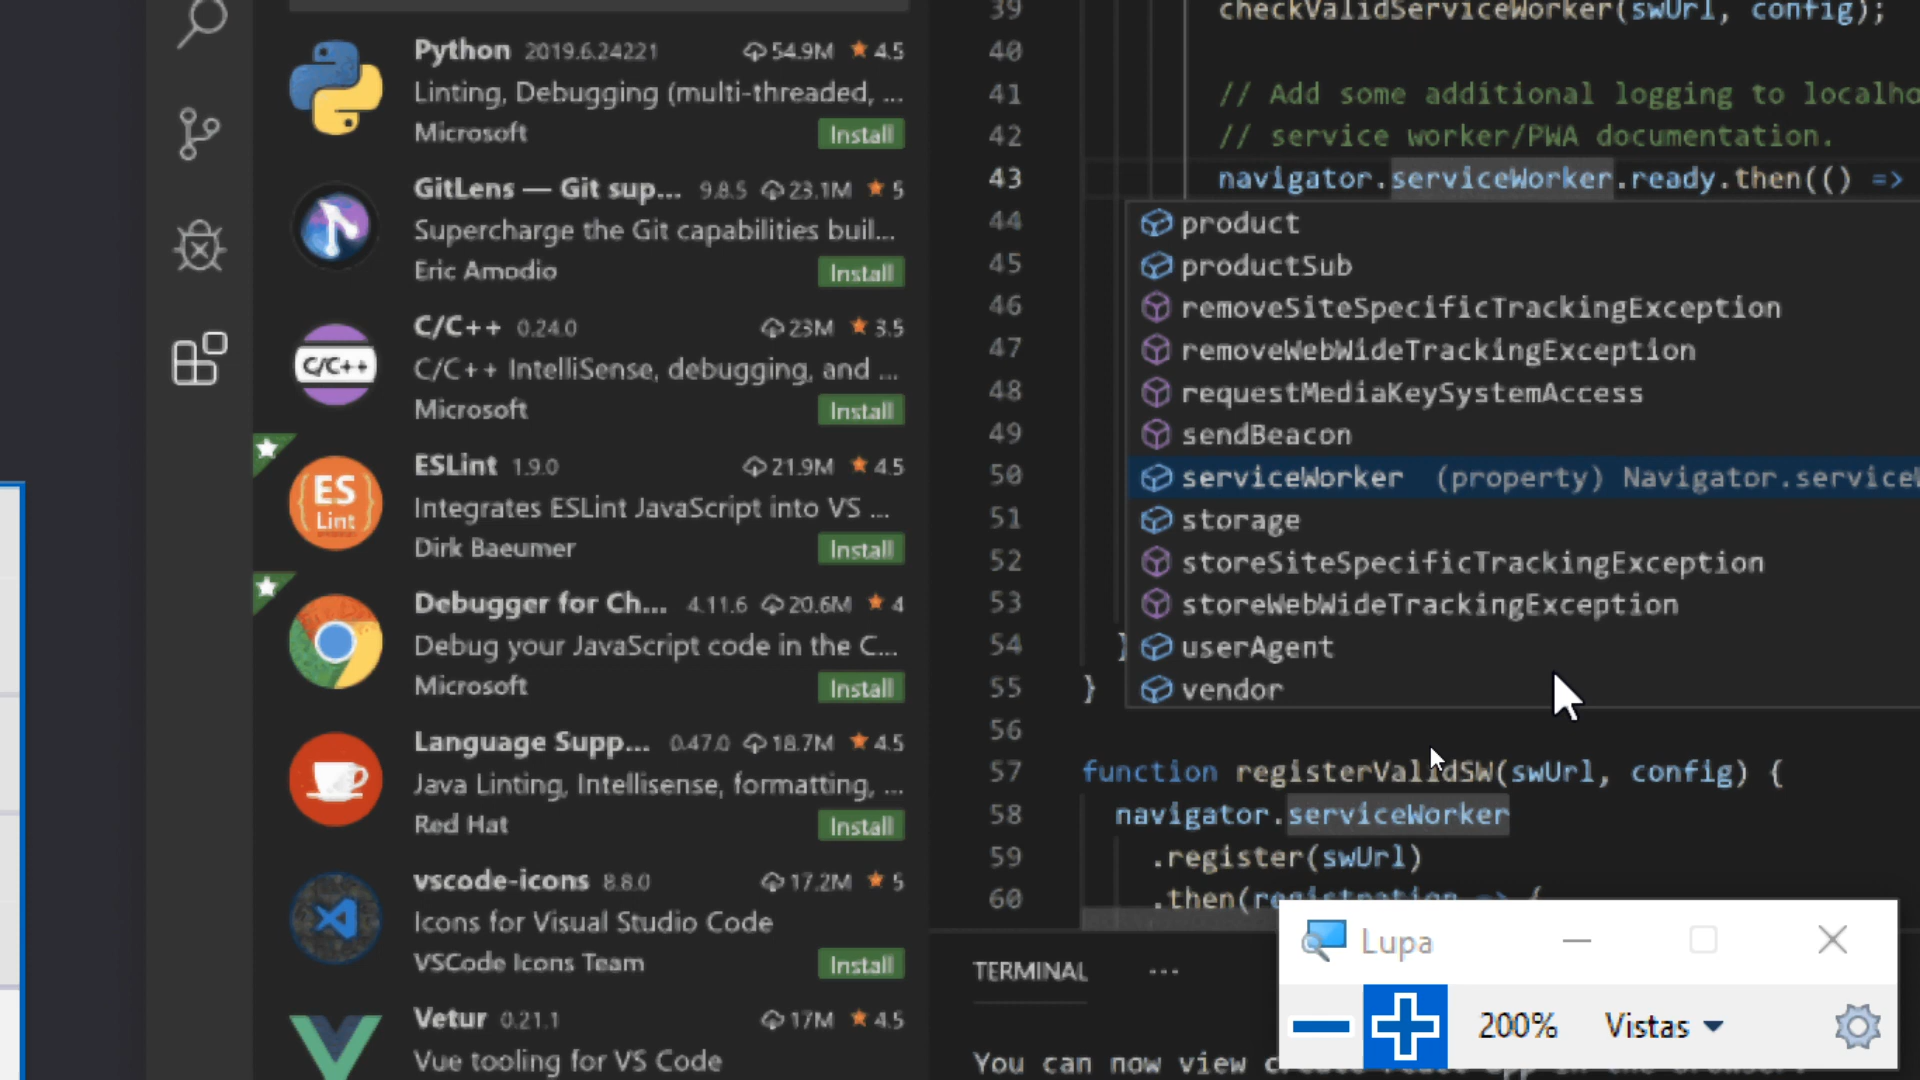 Python 2019.6.24221 54.9M 4.5
Linting, Debugging (multi-threaded, ...
Microsoft Install
GitLens — Git sup... 9.8.5 23.1M 5
Supercharge the Git capabilities buil...
Eric Amodio Install
C/C++
C/C++ 0.24.0 23M 3.5
C/C++ IntelliSense, debugging, and ...
Microsoft Install
ES
Lint
ESLint 1.9.0 21.9M 4.5
Integrates ESLint JavaScript into VS ...
Dirk Baeumer Install
Debugger for Ch... 4.11.6 20.6M 4
Debug your JavaScript code in the C...
Microsoft Install
Language Supp... 0.47.0 18.7M 4.5
Java Linting, Intellisense, formatting, ...
Red Hat Install
vscode-icons 8.8.0 17.2M 5
Icons for Visual Studio Code
VSCode Icons Team Install
Vetur 0.21.1 17M 4.5
Vue tooling for VS Code
39 checkValidServiceWorker(swUrl, config);
40
41 // Add some additional logging to localho
42 // service worker/PWA documentation.
43 navigator.serviceWorker.ready.then(() =>
44
45
46
47
48
49
50
51
52
53
54 }
55 }
56
57 function registerValidSW(swUrl, config) {
58 navigator.serviceWorker
59 .register(swUrl)
60 .then(registration => {
product
productSub
removeSiteSpecificTrackingException
removeWebWideTrackingException
requestMediaKeySystemAccess
sendBeacon
serviceWorker (property) Navigator.serviceW
storage
storeSiteSpecificTrackingException
storeWebWideTrackingException
userAgent
vendor
TERMINAL ...
You can now view
Lupa
200% Vistas